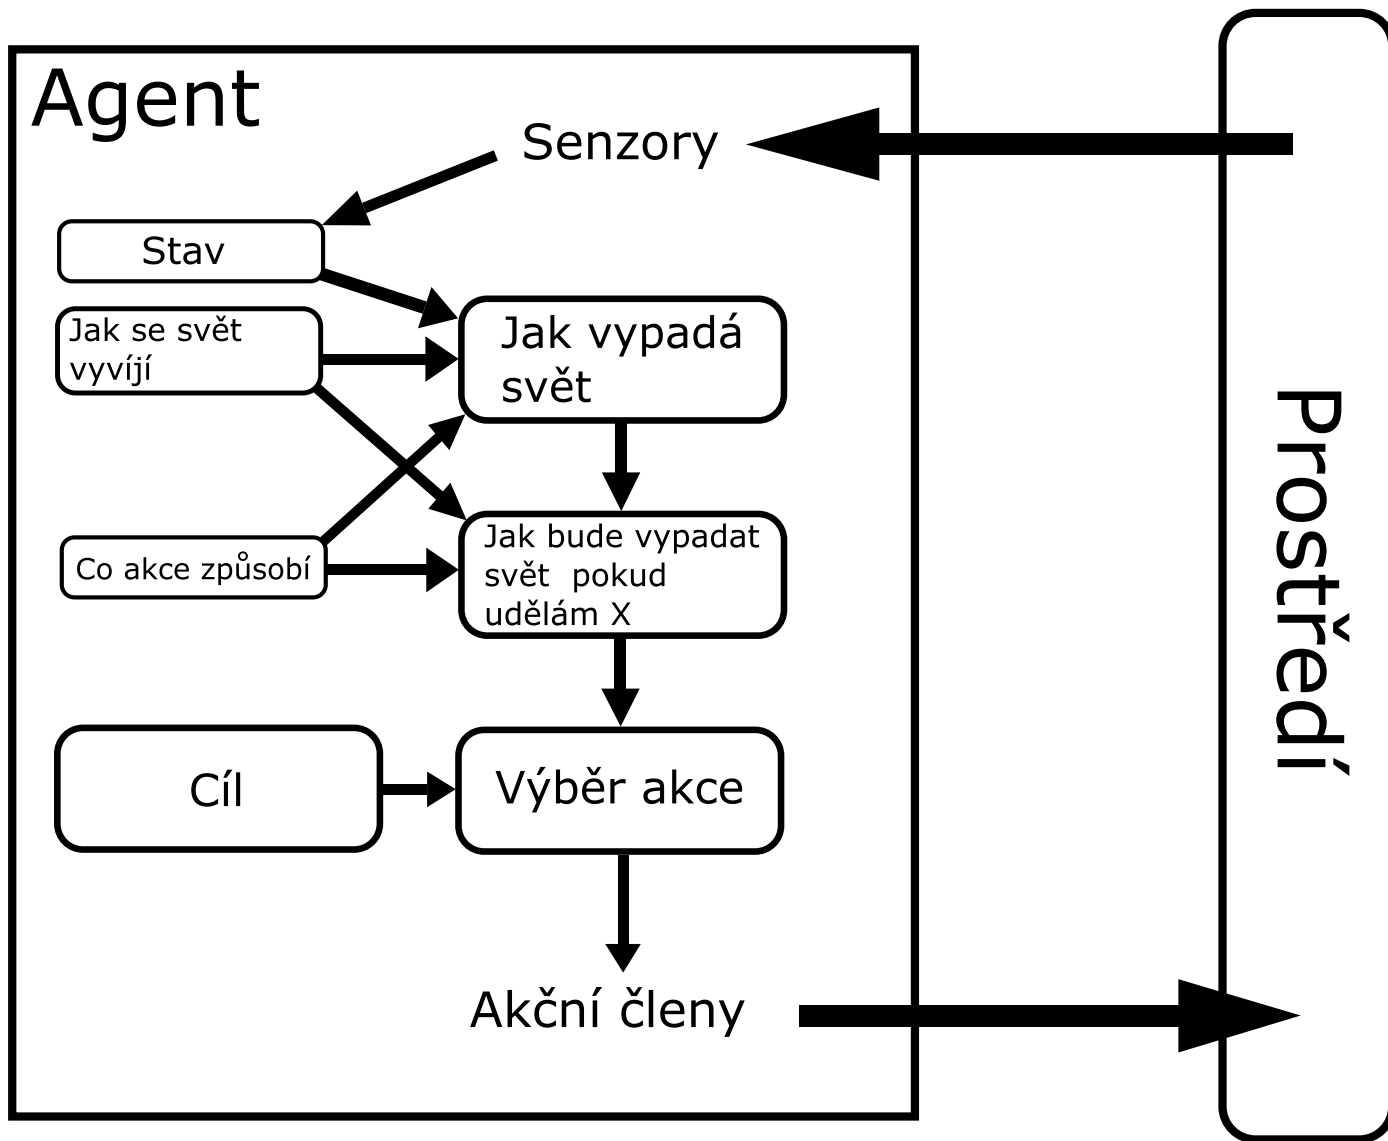 Agent
Senzory
Stav
Jak se svět
vyvíjí
Jak vypadá
svět
Co akce způsobí
Jak bude vypadat
svět pokud
udělám X
Cíl
Výběr akce
Akční členy
Prostředí